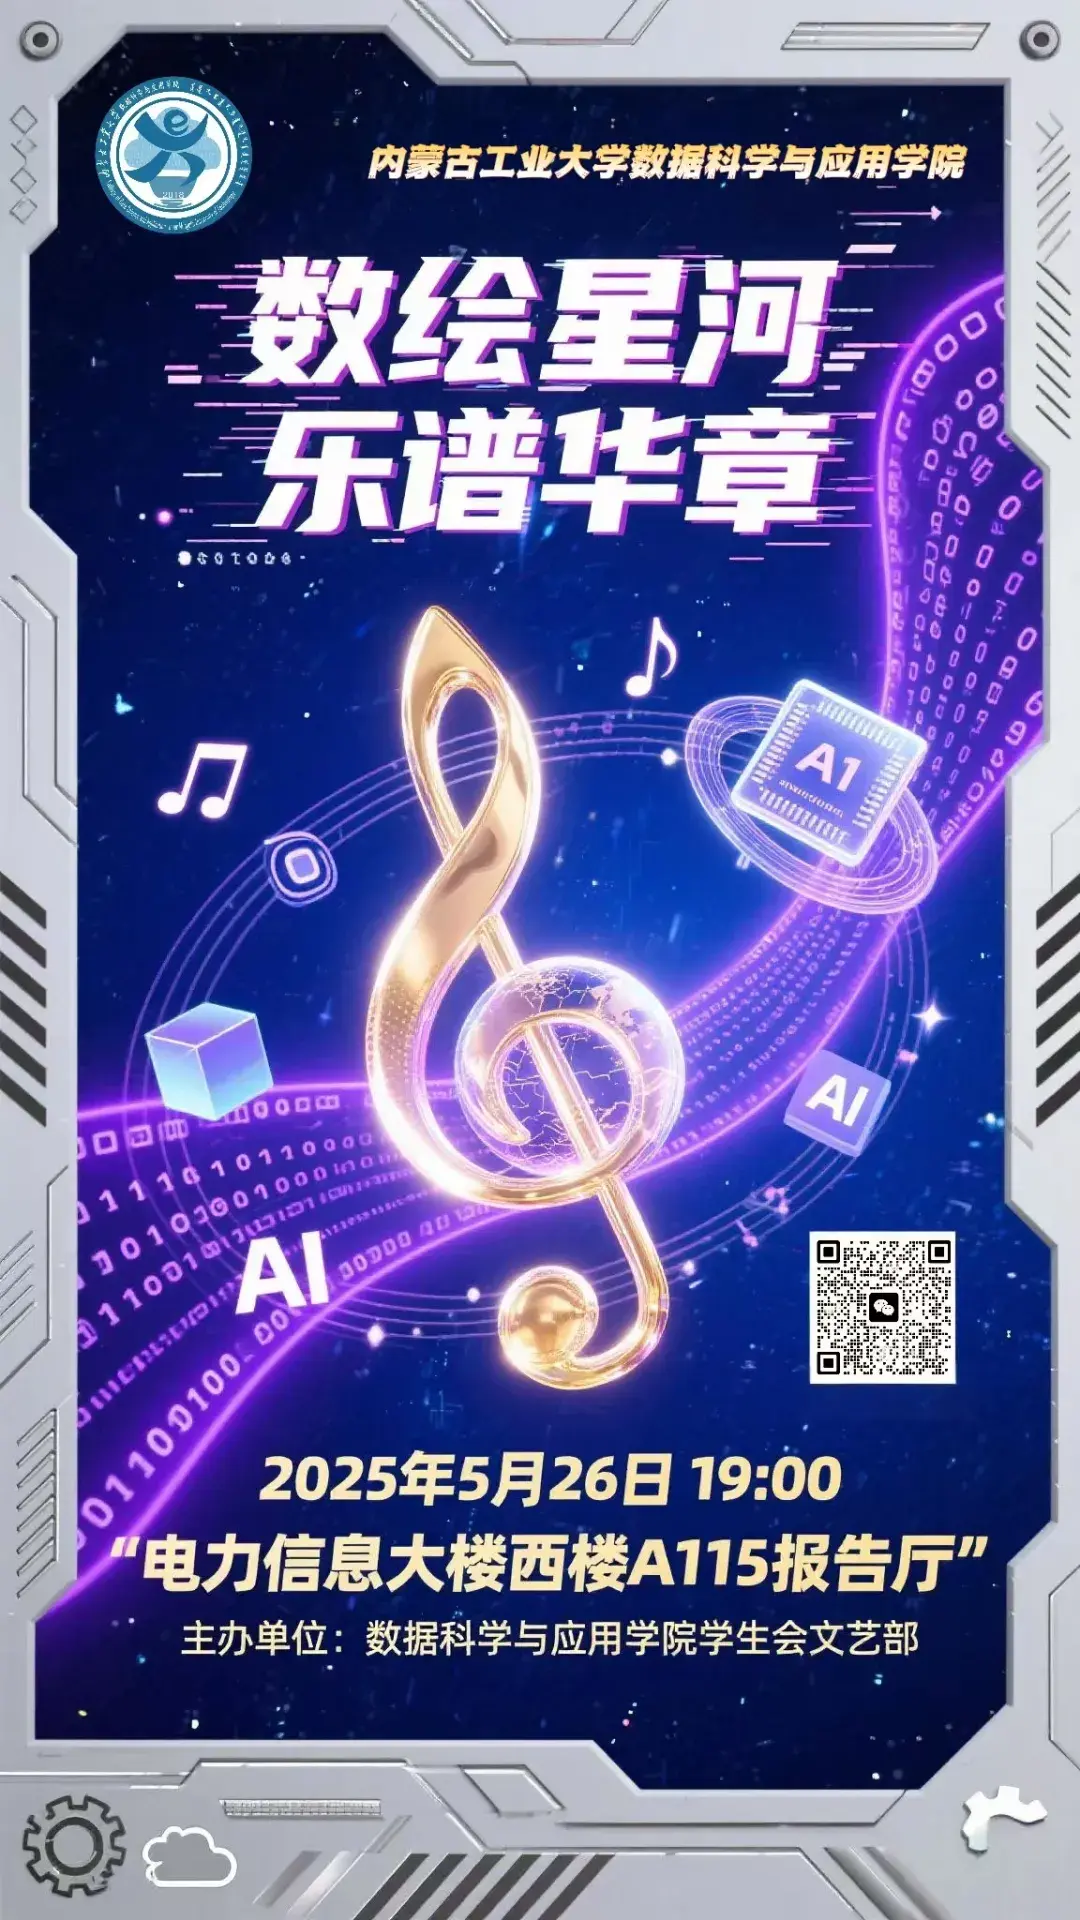 内蒙古工业大学数据科学与应用学院
数绘星河
乐谱华章
A1
AI
AI
2018
2025年5月26日 19:00
“电力信息大楼西楼A115报告厅”
主办单位：数据科学与应用学院学生会文艺部